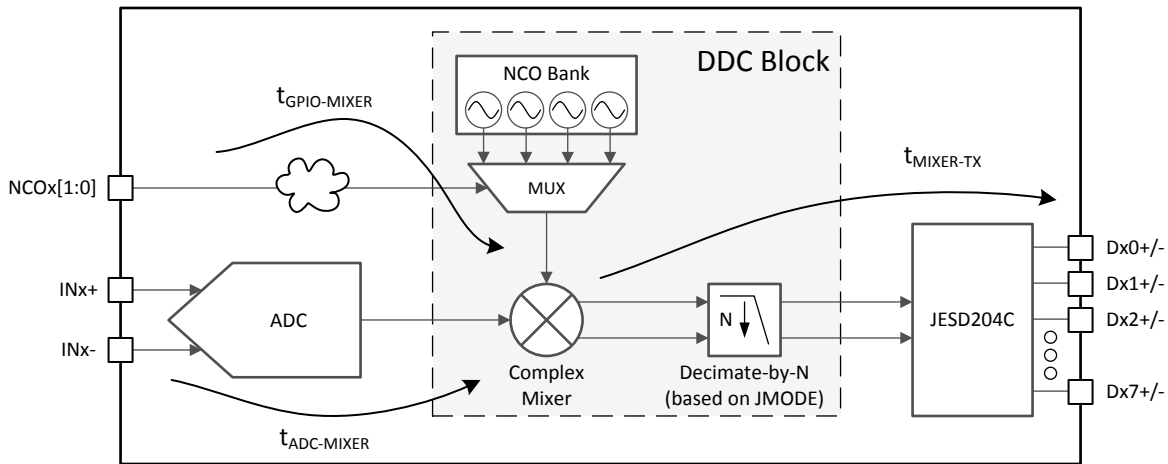 NCO Bank
DDC Block
tGPIO-MIXER
tMIXER-TX
NCOx[1:0]
MUX
Dx0+/-
INx+
Dx1+/-
ADC
N
JESD204C
Dx2+/-
INx-
Complex
Mixer
Decimate-by-N
(based on JMODE)
Dx7+/-
tADC-MIXER